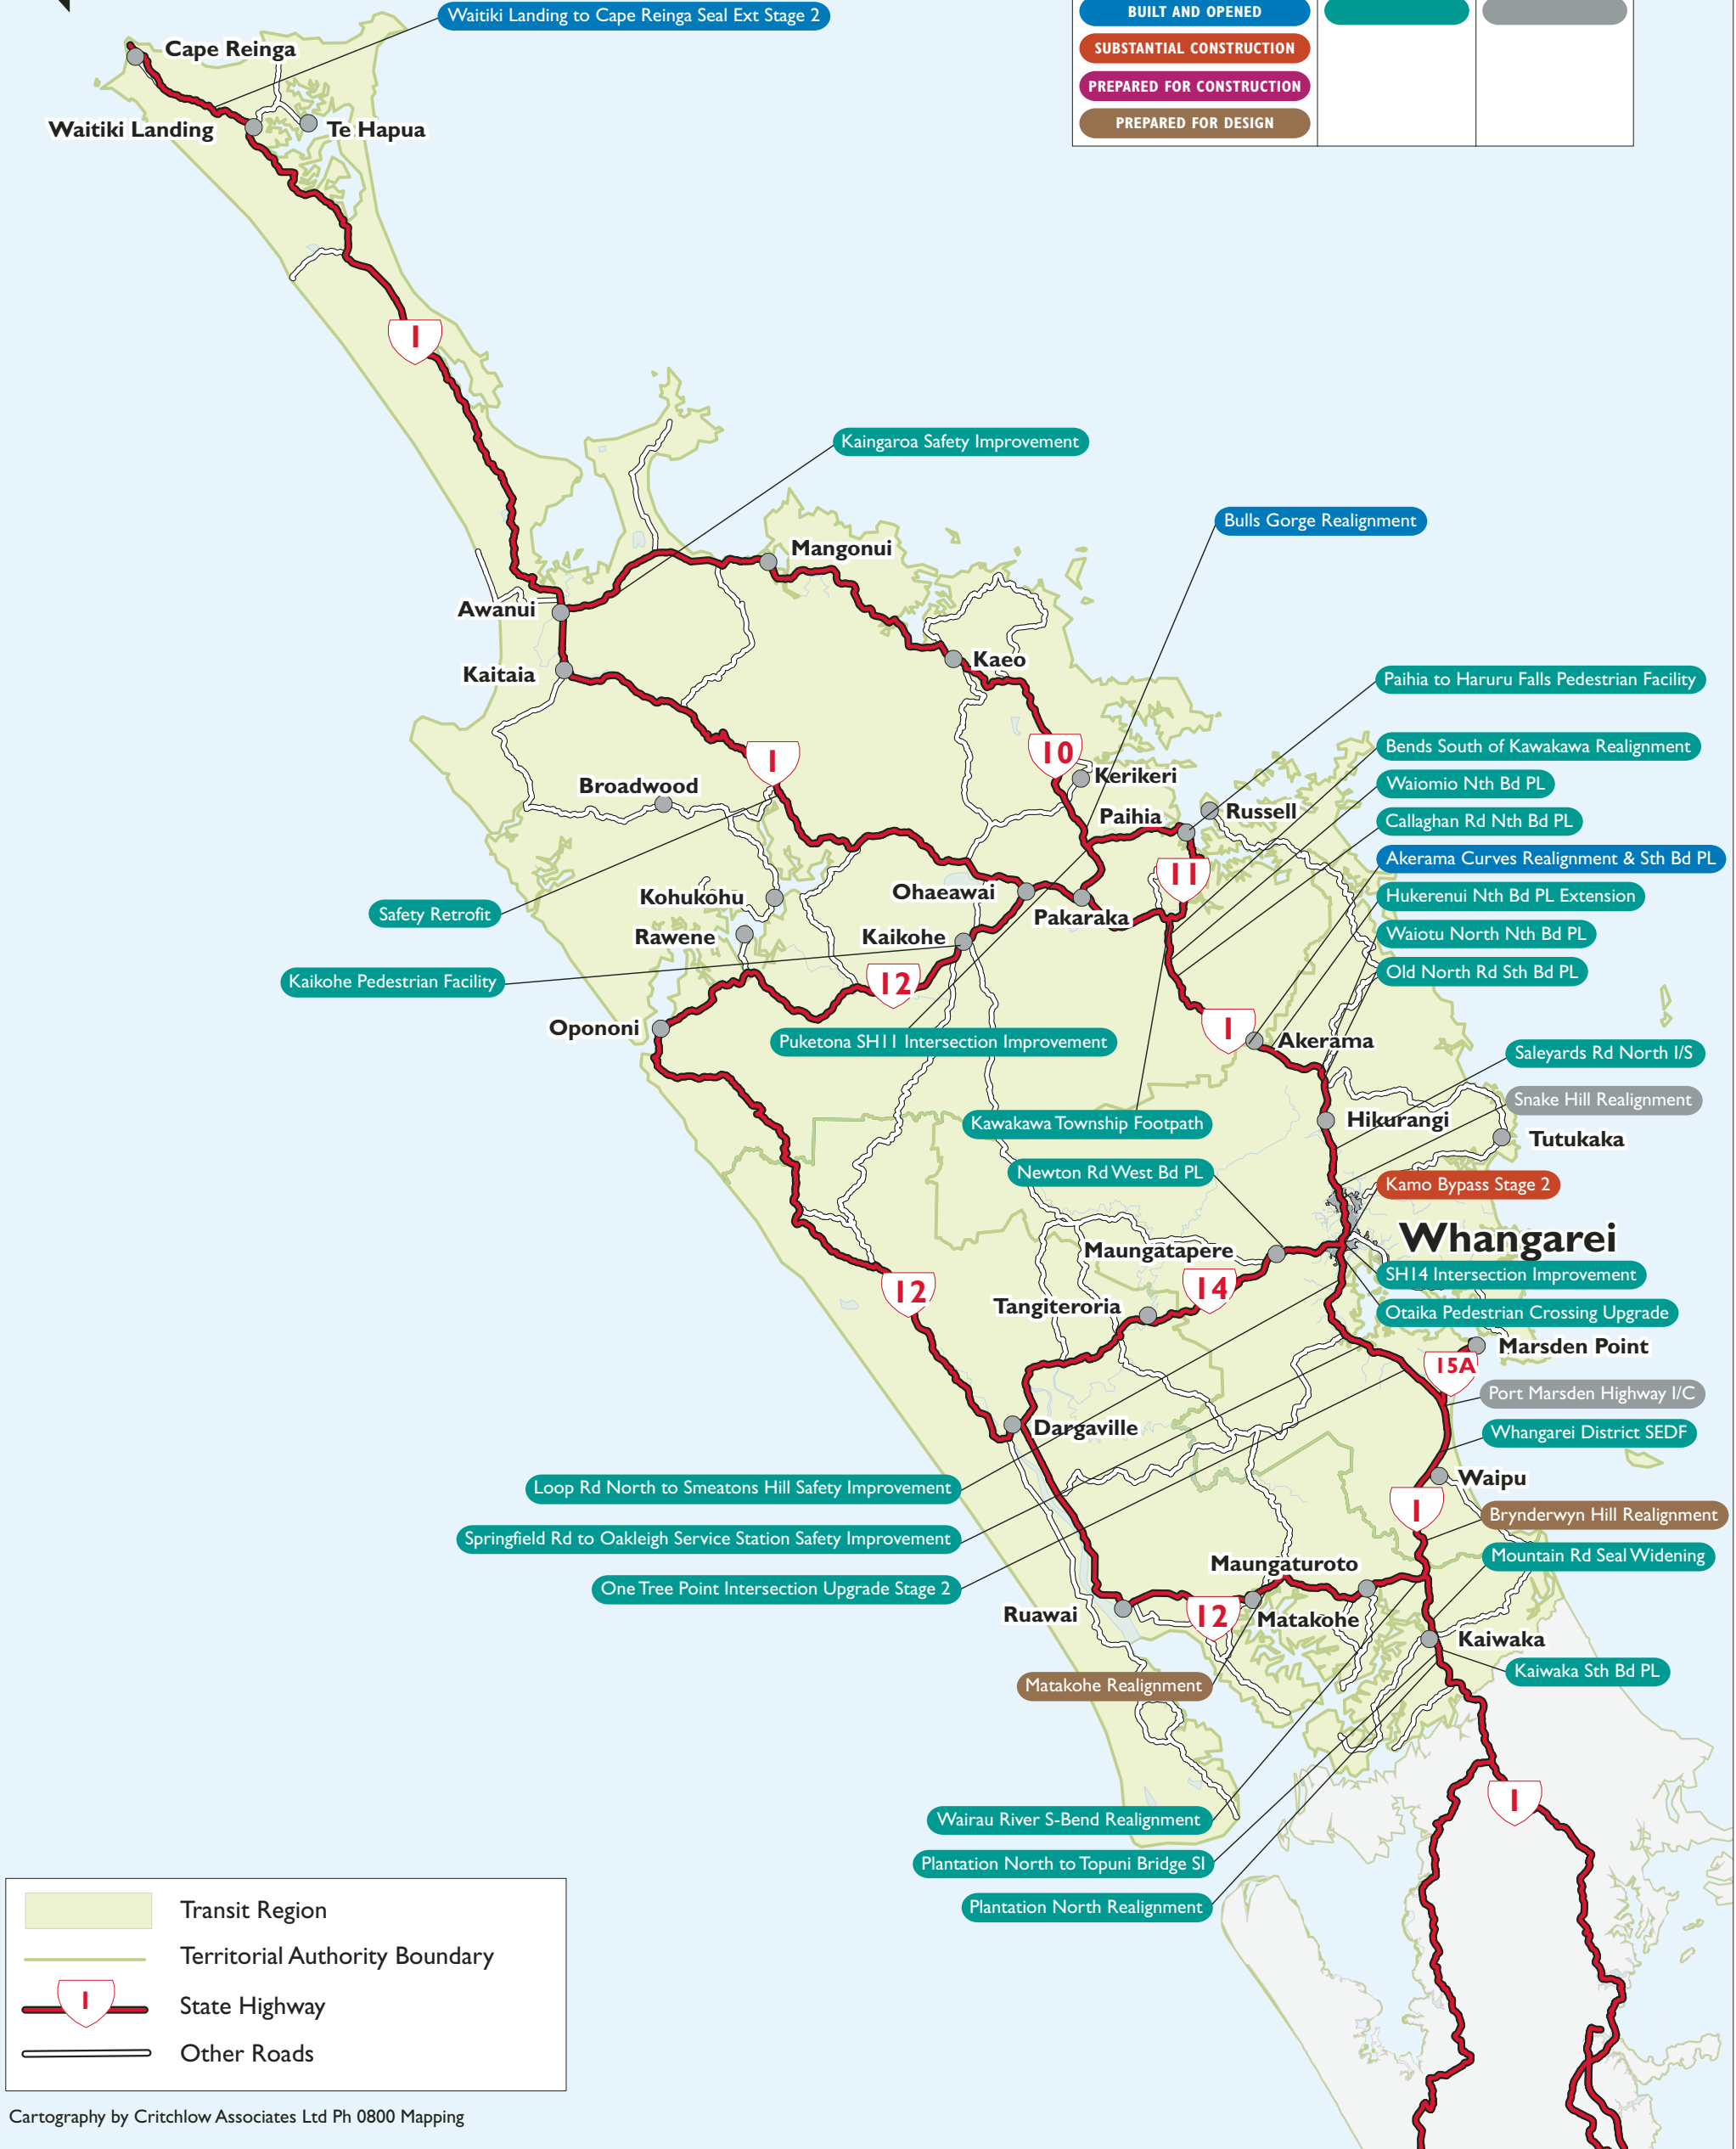 Waitiki Landing to Cape Reinga Seal Ext Stage 2
BUILT AND OPENED
SUBSTANTIAL CONSTRUCTION
PREPARED FOR CONSTRUCTION
PREPARED FOR DESIGN
Cape Reinga
Waitiki Landing
Te Hapua
1
Kaingaroa Safety Improvement
Bulls Gorge Realignment
Mangonui
Awanui
Kaeo
Kaitaia
Paihia to Haruru Falls Pedestrian Facility
10
Bends South of Kawakawa Realignment
1
Kerikeri
Waiomio Nth Bd PL
Broadwood
Paihia
Russell
Callaghan Rd Nth Bd PL
Akerama Curves Realignment & Sth Bd PL
11
Ohaeawai
Hukerenui Nth Bd PL Extension
Kohukohu
Safety Retrofit
Pakaraka
Rawene
Kaikohe
Waiotu North Nth Bd PL
Old North Rd Sth Bd PL
Kaikohe Pedestrian Facility
12
Opononi
1
Puketona SH11 Intersection Improvement
Akerama
Saleyards Rd North I/S
Snake Hill Realignment
Kawakawa Township Footpath
Hikurangi
Tutukaka
Newton Rd West Bd PL
Kamo Bypass Stage 2
Whangarei
Maungatapere
SH14 Intersection Improvement
12
14
Tangiteroria
Otaika Pedestrian Crossing Upgrade
Marsden Point
15A
Port Marsden Highway I/C
Dargaville
Whangarei District SEDF
Waipu
Loop Rd North to Smeatons Hill Safety Improvement
1
Brynderwyn Hill Realignment
Springfield Rd to Oakleigh Service Station Safety Improvement
Mountain Rd Seal Widening
Maungaturoto
One Tree Point Intersection Upgrade Stage 2
Ruawai
12
Matakohe
Kaiwaka
Kaiwaka Sth Bd PL
Matakohe Realignment
1
Wairau River S-Bend Realignment
Plantation North to Topuni Bridge SI
Plantation North Realignment
Transit Region
Territorial Authority Boundary
1
State Highway
Other Roads
Cartography by Critchlow Associates Ltd Ph 0800 Mapping